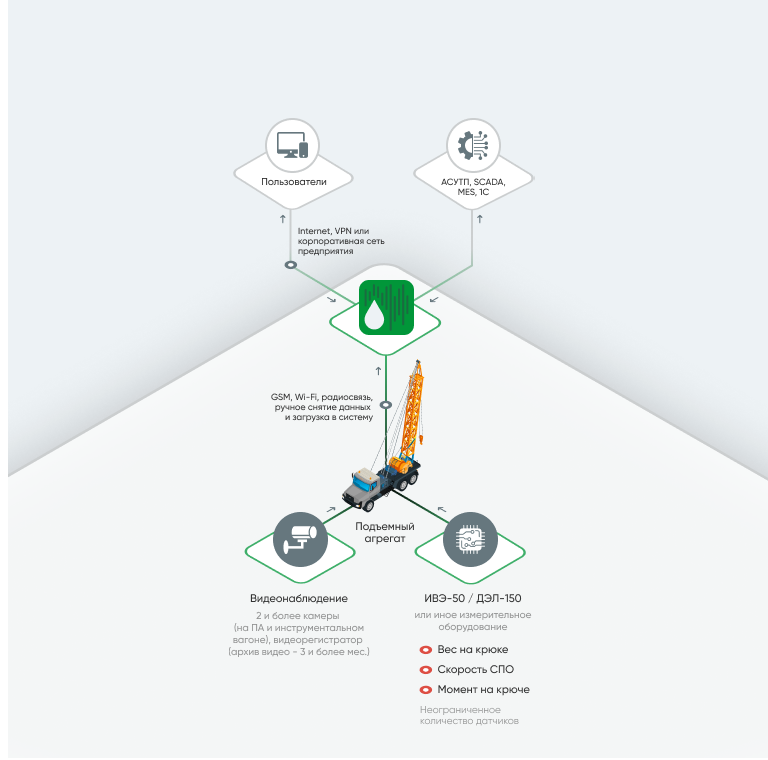 Пользователи
АСУТП, SCADA,
MES, 1C
Internet, VPN или
корпоративная сеть
предприятия
GSM, Wi-Fi, радиосвязь,
ручное снятие данных
и загрузка в систему
Подъемный
агрегат
Видеонаблюдение
2 и более камеры
(на ПА и инструментальном
вагоне), видеорегистратор
(архив видео - 3 и более мес.)
ИВЭ-50 / ДЭЛ-150
или иное измерительное
оборудование
Вес на крюке
Скорость СПО
Момент на крюче
Неограниченное
количество датчиков